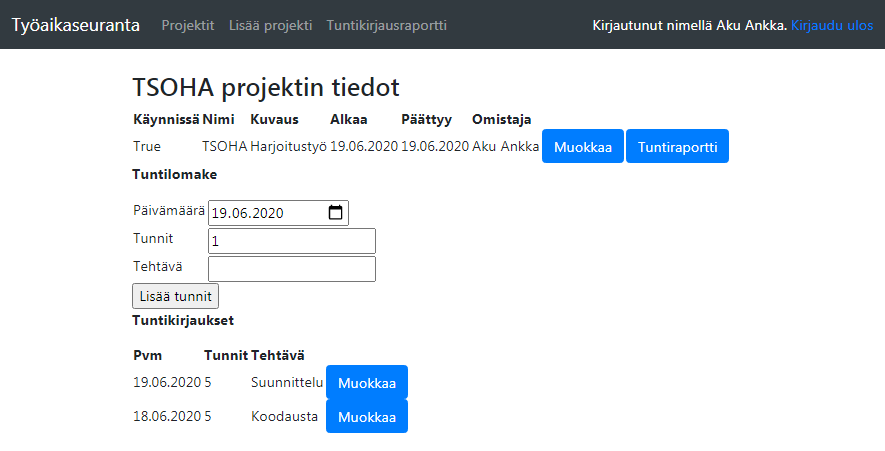 Työaikaseuranta Projektit Lisää projekti Tuntikirjausraportti Kirjautunut nimellä Aku Ankka. Kirjaudu ulos
TSOHA projektin tiedot
Käynnissä Nimi Kuvaus Alkaa Päättyy Omistaja
True TSOHA Harjoitustyö 19.06.2020 19.06.2020 Aku Ankka Muokkaa Tuntiraportti
Tuntilomake
Päivämäärä 19.06.2020
Tunnit 1
Tehtävä
Lisää tunnit
Tuntikirjaukset
Pvm Tunnit Tehtävä
19.06.2020 5 Suunnittelu Muokkaa
18.06.2020 5 Koodausta Muokkaa